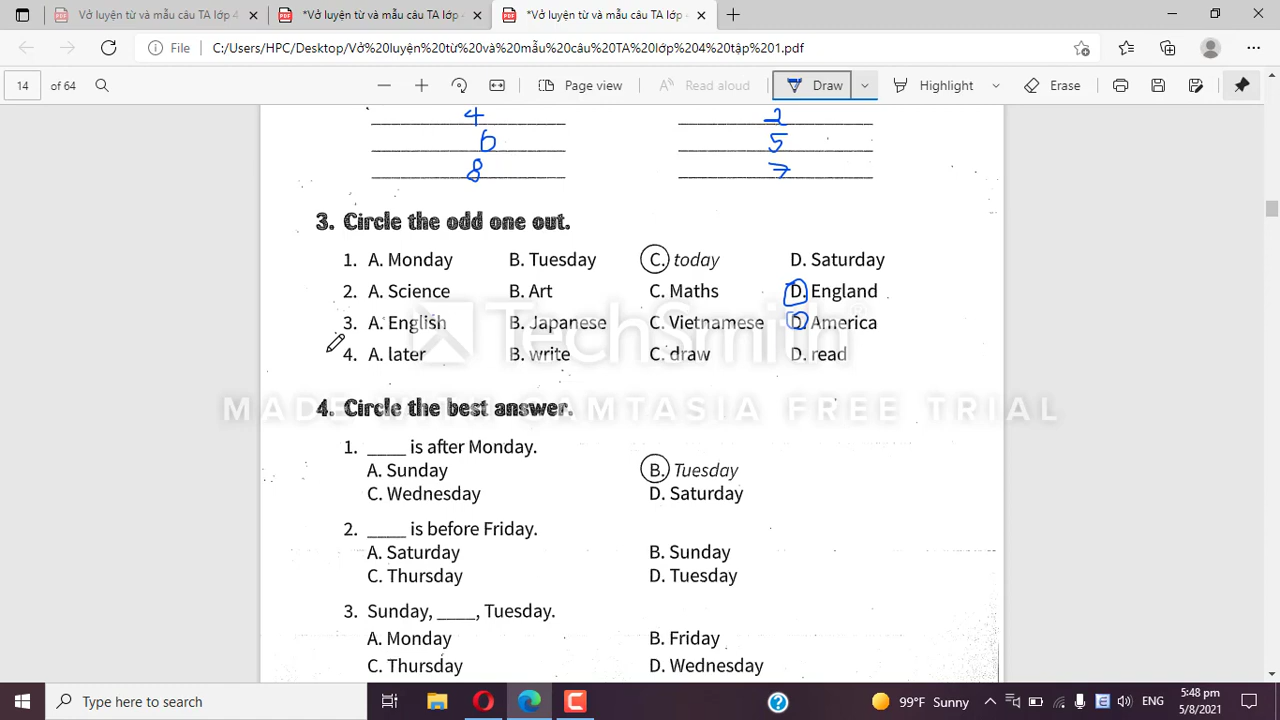 Vở luyện từ và mẫu câu TA lớp 4
*Vở luyện từ và mẫu câu TA lớp
*Vở luyện từ và mẫu câu TA lớp
File C:/Users/HPC/Desktop/Vở%20luyện%20từ%20và%20mẫu%20câu%20TA%20lớp%204%20tập%201.pdf
14 of 64 Page view Read aloud Draw Highlight Erase
4 2
6 5
8 7
3. Circle the odd one out.
1. A. Monday B. Tuesday C. today D. Saturday
2. A. Science B. Art C. Maths D. England
3. A. English B. Japanese C. Vietnamese D. America
4. A. later B. write C. draw D. read
TechSmith
MADE WITH CAMTASIA FREE TRIAL
4. Circle the best answer.
1. ____ is after Monday.
A. Sunday B. Tuesday
C. Wednesday D. Saturday
2. ____ is before Friday.
A. Saturday B. Sunday
C. Thursday D. Tuesday
3. Sunday, ____, Tuesday.
A. Monday B. Friday
C. Thursday D. Wednesday
Type here to search 99°F Sunny ENG 5:48 pm
5/8/2021